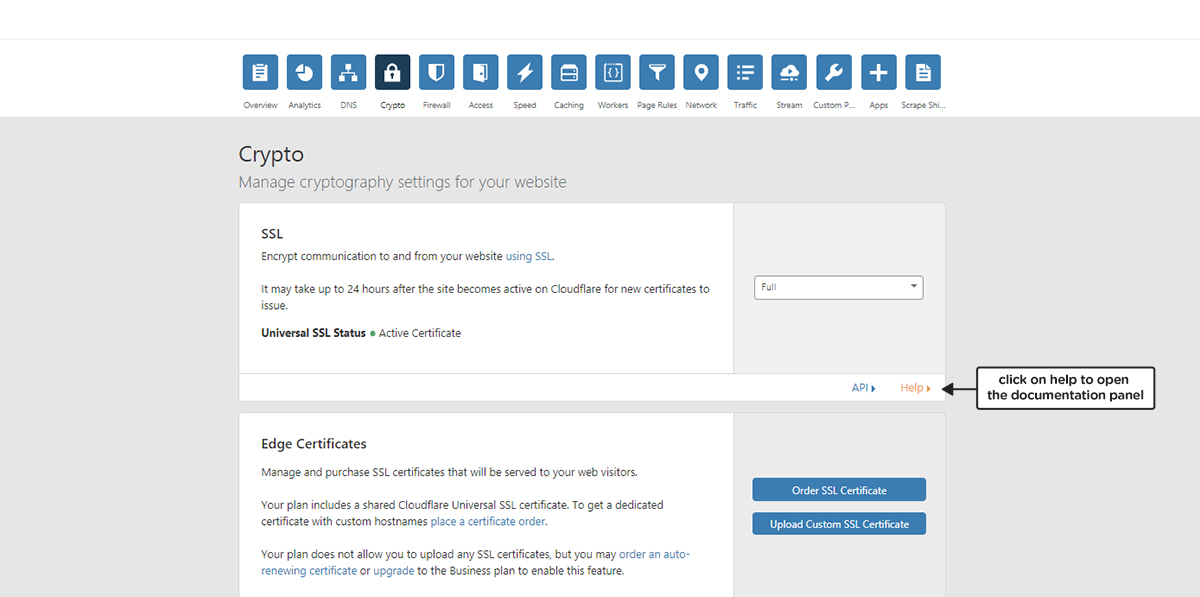 Overview Analytics DNS Crypto Firewall Access Speed Caching Workers Page Rules Network Traffic Stream Custom P... Apps Scrape Shi...
Crypto
Manage cryptography settings for your website
SSL
Encrypt communication to and from your website using SSL.
It may take up to 24 hours after the site becomes active on Cloudflare for new certificates to
issue.
Universal SSL Status ● Active Certificate
Full
API Help
click on help to open
the documentation panel
Edge Certificates
Manage and purchase SSL certificates that will be served to your web visitors.
Your plan includes a shared Cloudflare Universal SSL certificate. To get a dedicated
certificate with custom hostnames place a certificate order.
Your plan does not allow you to upload any SSL certificates, but you may order an auto-
renewing certificate or upgrade to the Business plan to enable this feature.
Order SSL Certificate
Upload Custom SSL Certificate